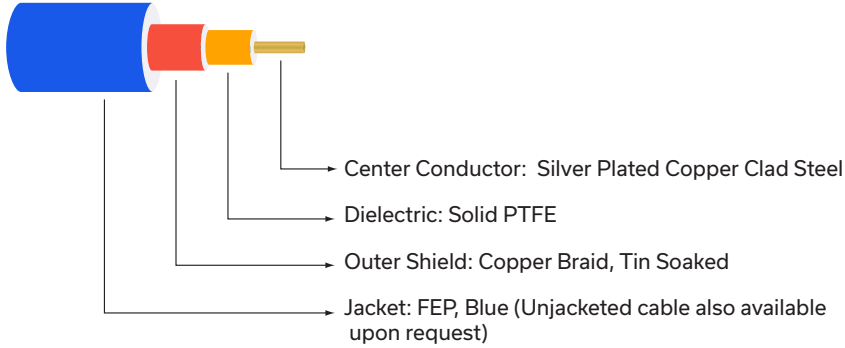 Center Conductor:  Silver Plated Copper Clad Steel
Dielectric: Solid PTFE
Outer Shield: Copper Braid, Tin Soaked
Jacket: FEP, Blue (Unjacketed cable also available
upon request)